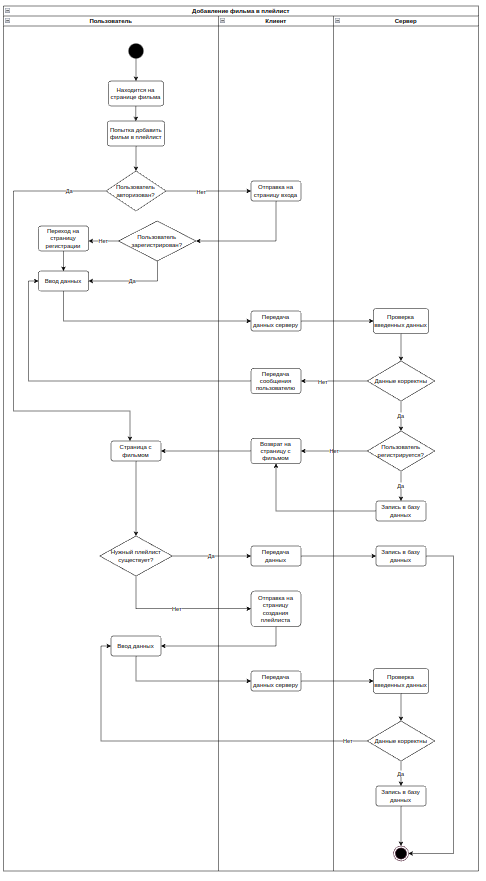 Добавление фильма в плейлист
Пользователь
Клиент
Сервер
Находится на
странице фильма
Попытка добавить
фильм в плейлист
Пользователь
авторизован?
Да
Нет
Отправка на
страницу входа
Пользователь
зарегистрирован?
Нет
Переход на
страницу
регистрации
Да
Ввод данных
Передача
данных серверу
Проверка
введенных данных
Данные корректны
Нет
Передача
сообщения
пользователю
Да
Пользователь
регистрируется?
Нет
Возврат на
страницу с
фильмом
Страница с
фильмом
Да
Запись в базу
данных
Нужный плейлист
существует?
Да
Передача
данных
Запись в базу
данных
Нет
Отправка на
страницу
создания
плейлиста
Ввод данных
Передача
данных серверу
Проверка
введенных данных
Данные корректны
Нет
Да
Запись в базу
данных